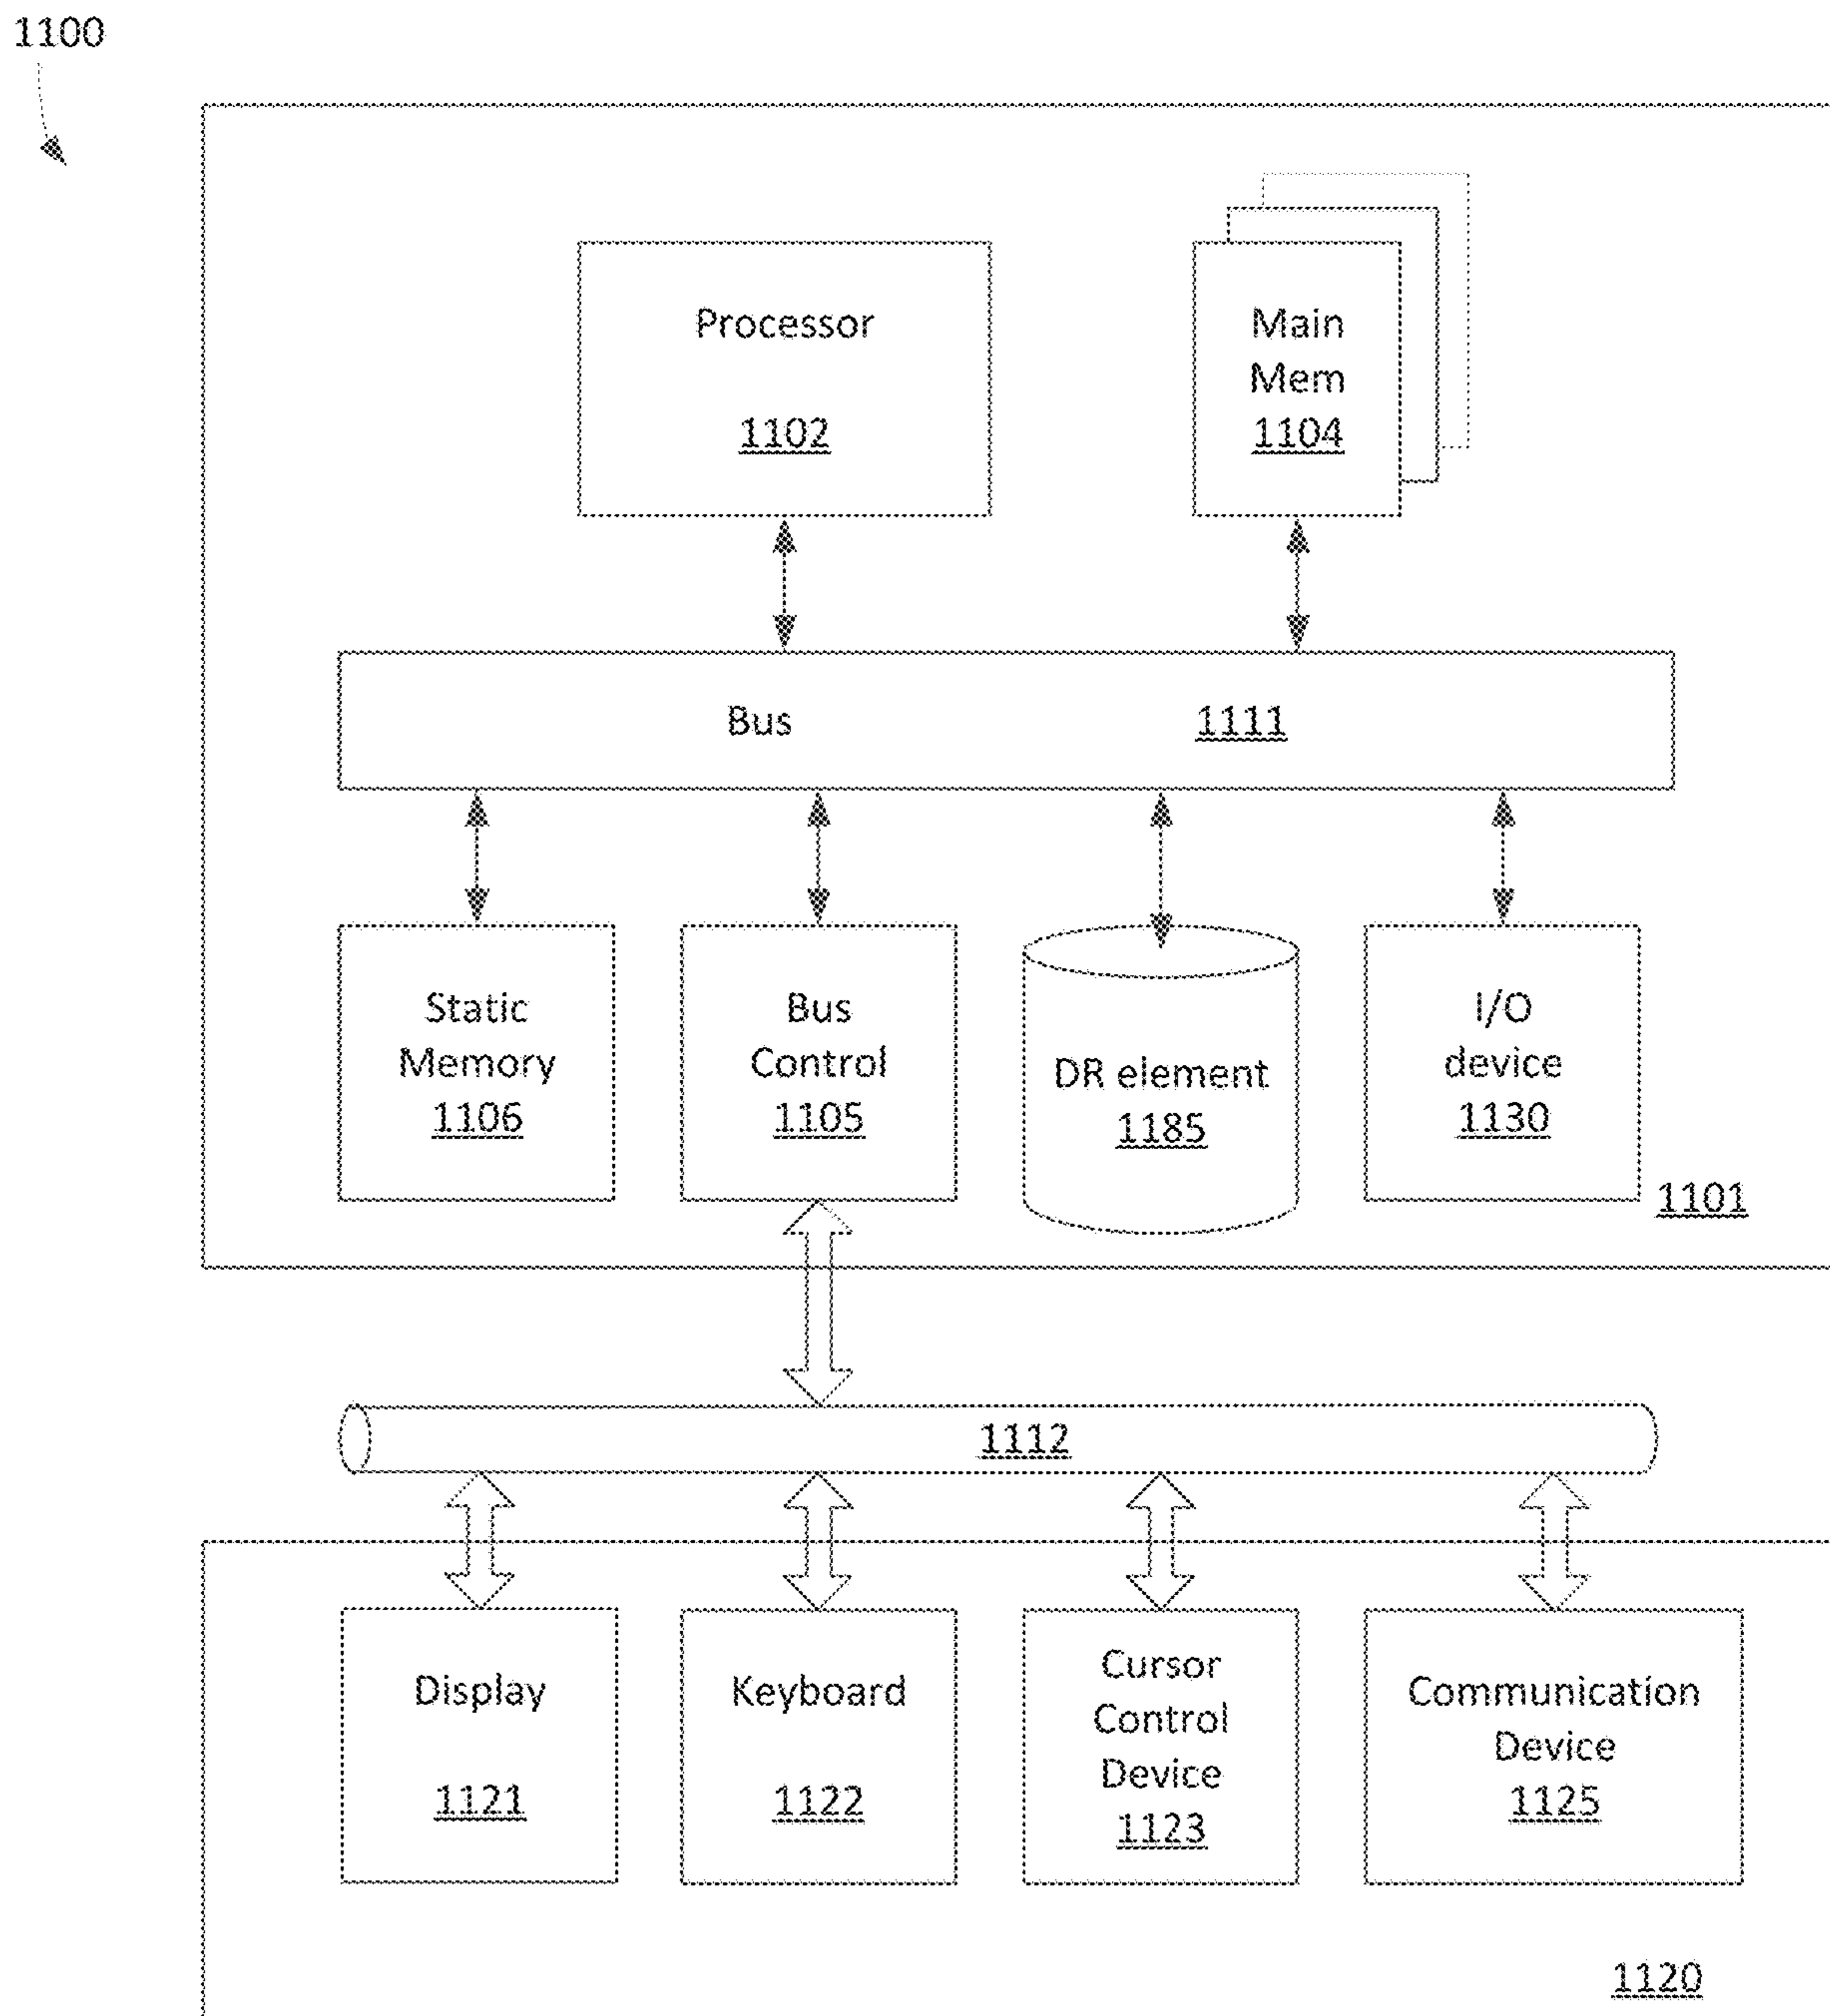 1100
Processor
1102
Main
Mem
1104
Bus 1111
Static
Memory
1106
Bus
Control
1105
DR element
1185
I/O
device
1130
1101
1112
Display
1121
Keyboard
1122
Cursor
Control
Device
1123
Communication
Device
1125
1120